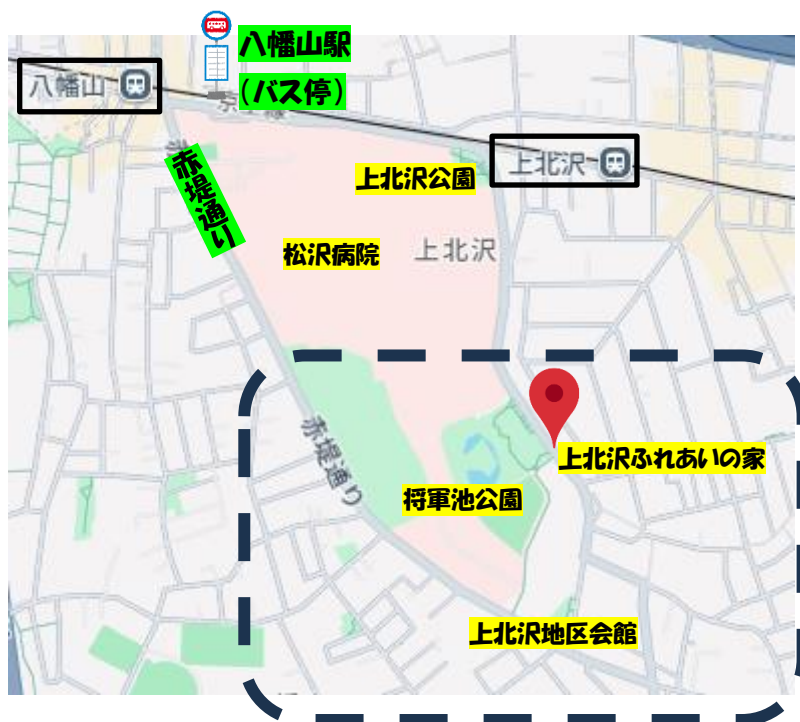 八幡山駅
(バス停)
八幡山
上北沢
赤堤通り
上北沢公園
松沢病院
上北沢
赤堤通り
上北沢ふれあいの家
将軍池公園
上北沢地区会館